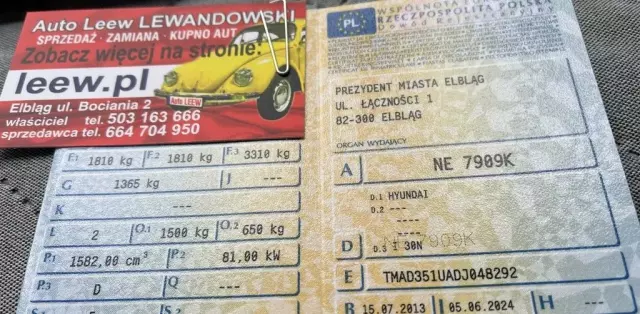 Auto Leew LEWANDOWSKI
SPRZEDAŻ · ZAMIANA · KUPNO AUT
Zobacz więcej na stronie:
leew.pl
Auto LEEW
Elbląg ul. Bociania 2
właściciel tel. 503 163 666
sprzedawca tel. 664 704 950
F.1 1810 kg F.2 1810 kg F.3 3310 kg
G 1365 kg J ---
K ---
L 2 O.1 1500 kg O.2 650 kg
P.1 1582,00 cm³ P.2 81,00 kW
P.3 D Q ---
PL
RZECZPOSPOLITA POLSKA
PREZYDENT MIASTA ELBLĄG
UL. ŁĄCZNOŚCI 1
82-300 ELBLĄG
ORGAN WYDAJĄCY
A NE 7909K
D.1 HYUNDAI
D.2 ---
----
----
D D.3 I 30N
NE 7909K
E TMAD351UADJ048292
B 15.07.2013 I 05.06.2024 H ---